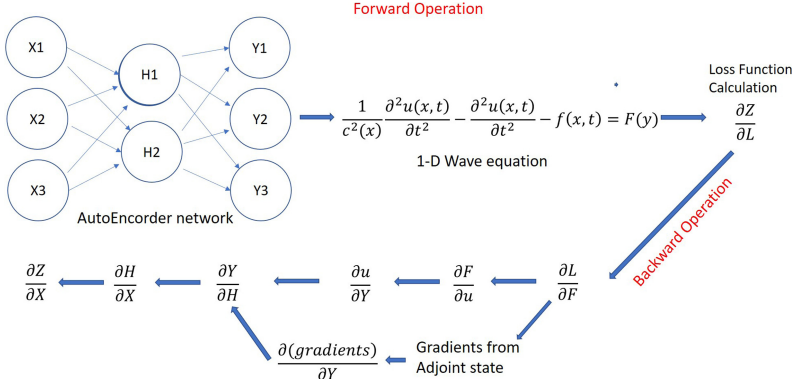 Forward Operation
X1
X2
X3
H1
H2
Y1
Y2
Y3
AutoEncorder network
1/c²(x) ∂²u(x,t)/∂t² − ∂²u(x,t)/∂t² − f(x,t) = F(y)
1-D Wave equation
Loss Function
Calculation
∂Z/∂L
Backward Operation
∂Z/∂X
∂H/∂X
∂Y/∂H
∂u/∂Y
∂F/∂u
∂L/∂F
∂(gradients)/∂Y
Gradients from
Adjoint state